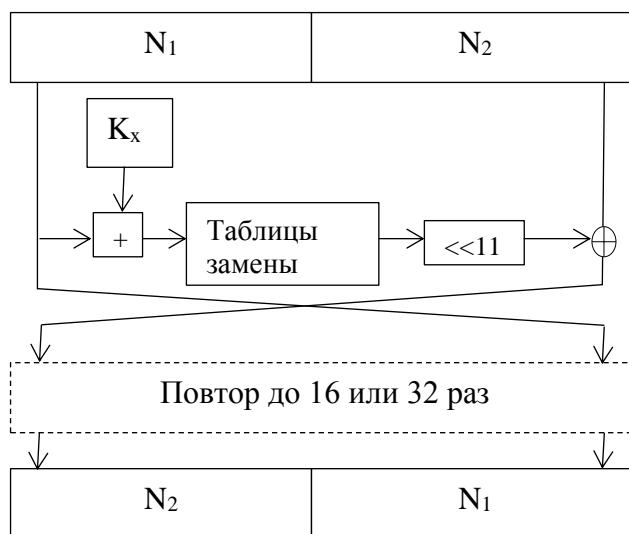 N₁ N₂
Kₓ
+ Таблицы <<11
замены
Повтор до 16 или 32 раз
N₂ N₁